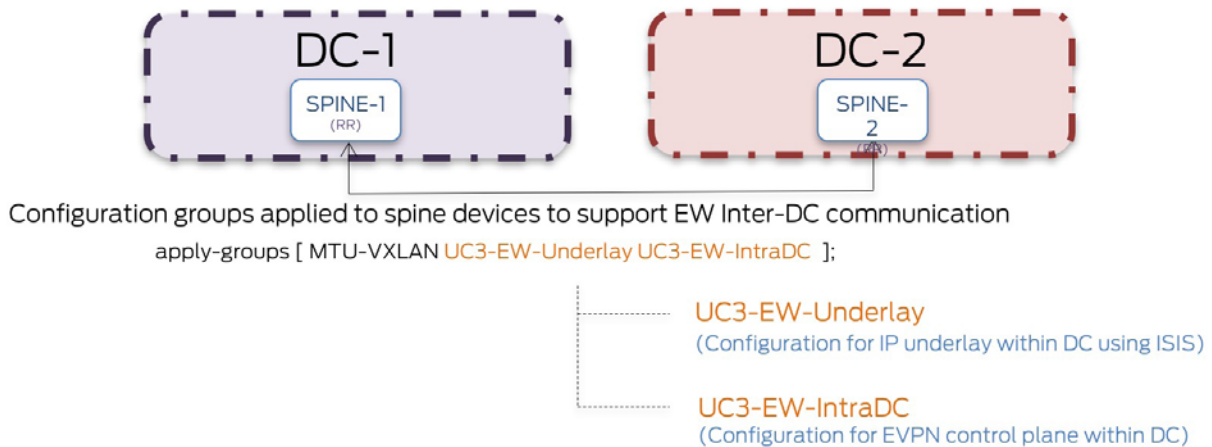 DC-1
SPINE-1
(RR)
DC-2
SPINE-
2
(RR)
Configuration groups applied to spine devices to support EW Inter-DC communication
apply-groups [ MTU-VXLAN UC3-EW-Underlay UC3-EW-IntraDC ];
UC3-EW-Underlay
(Configuration for IP underlay within DC using ISIS)
UC3-EW-IntraDC
(Configuration for EVPN control plane within DC)